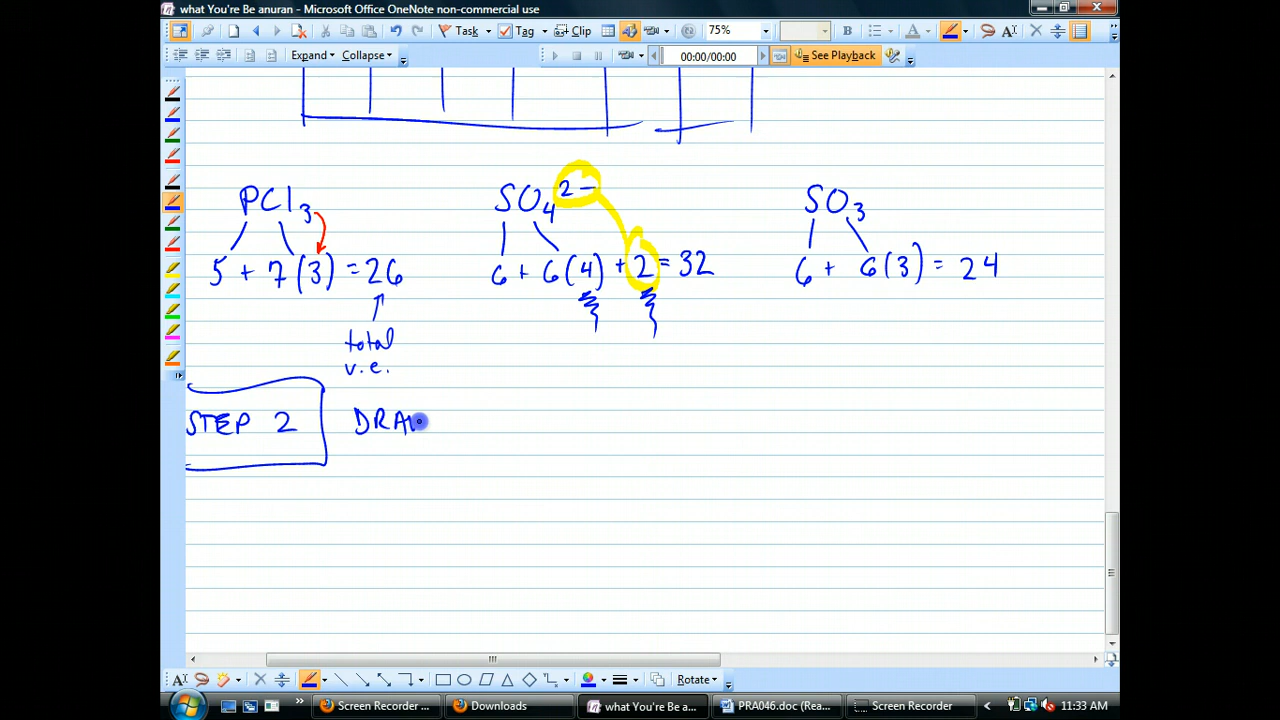 what You're Be anuran - Microsoft Office OneNote non-commercial use
Task Tag Clip 75% B A
Expand Collapse 00:00/00:00 See Playback
PCl3 SO4 2- SO3
5 + 7(3) = 26 6 + 6(4) + 2 = 32 6 + 6(3) = 24
total
v.e.
STEP 2 DRAW
Rotate
Screen Recorder ... Downloads what You're Be a... PRA046.doc (Rea... Screen Recorder 11:33 AM